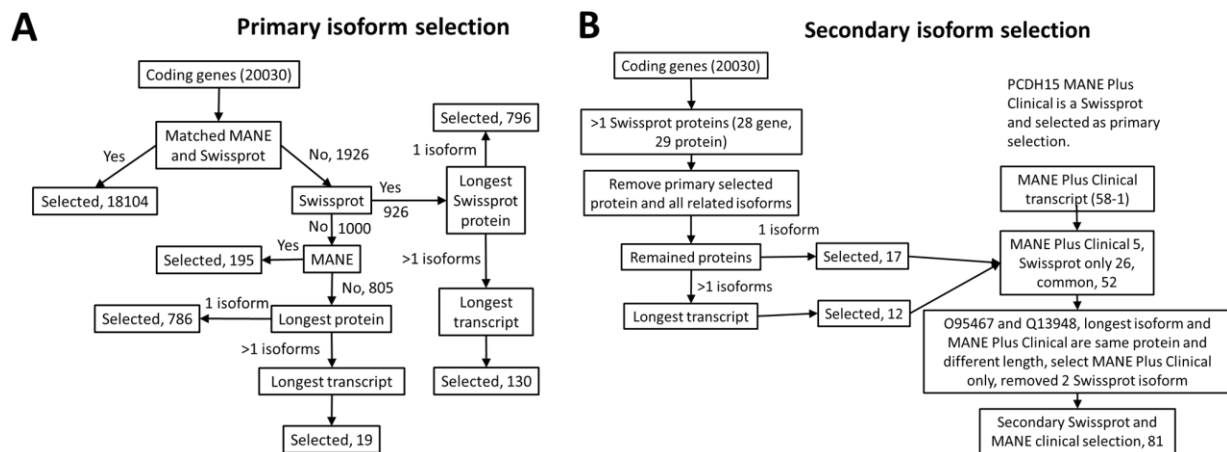 A
Primary isoform selection
Coding genes (20030)
Matched MANE
and Swissprot
Yes
No, 1926
Selected, 18104
Swissprot
Yes
926
Selected, 796
1 isoform
Longest
Swissprot
protein
No
1000
Yes
Selected, 195
MANE
>1 isoforms
No, 805
1 isoform
Selected, 786
Longest protein
Longest
transcript
>1 isoforms
Longest transcript
Selected, 130
Selected, 19
B
Secondary isoform selection
Coding genes (20030)
>1 Swissprot proteins (28 gene,
29 protein)
Remove primary selected
protein and all related isoforms
1 isoform
Remained proteins
Selected, 17
>1 isoforms
Longest transcript
Selected, 12
PCDH15 MANE Plus
Clinical is a Swissprot
and selected as primary
selection.
MANE Plus Clinical
transcript (58-1)
MANE Plus Clinical 5,
Swissprot only 26,
common, 52
O95467 and Q13948, longest isoform and
MANE Plus Clinical are same protein and
different length, select MANE Plus Clinical
only, removed 2 Swissprot isoform
Secondary Swissprot and
MANE clinical selection, 81